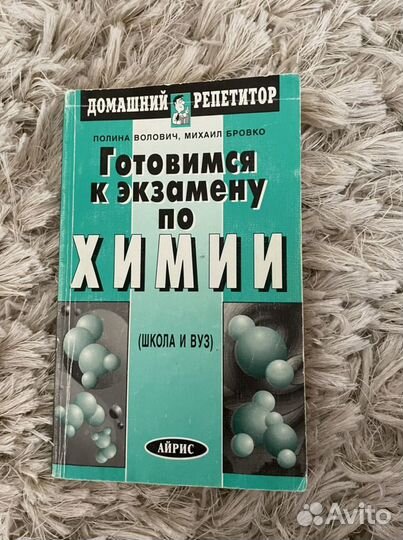 ДОМАШНИЙ РЕПЕТИТОР
ПОЛИНА ВОЛОВИЧ, МИХАИЛ БРОВКО
ГОТОВИМСЯ
К ЭКЗАМЕНУ
ПО
ХИМИИ
(ШКОЛА И ВУЗ)
АЙРИС
Avito